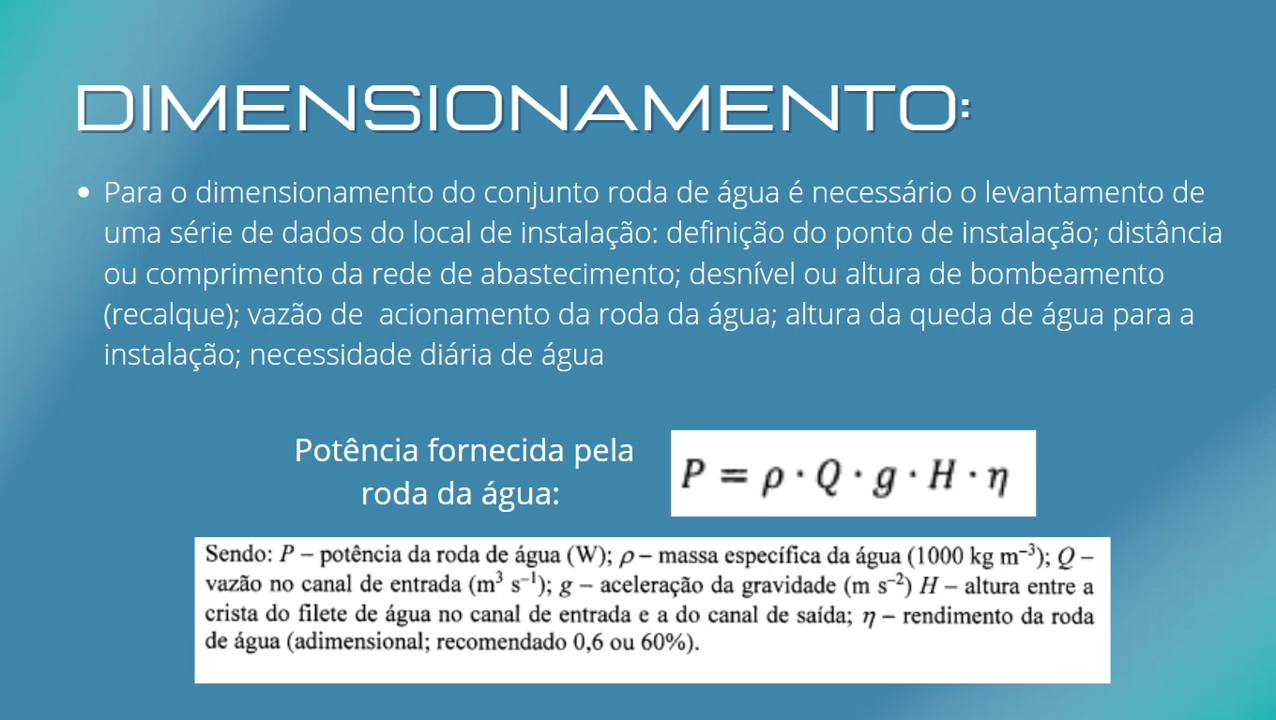 DIMENSIONAMENTO:
• Para o dimensionamento do conjunto roda de água é necessário o levantamento de
uma série de dados do local de instalação: definição do ponto de instalação; distância
ou comprimento da rede de abastecimento; desnível ou altura de bombeamento
(recalque); vazão de  acionamento da roda da água; altura da queda de água para a
instalação; necessidade diária de água
Potência fornecida pela
roda da água:
P = ρ · Q · g · H · η
Sendo: P – potência da roda de água (W); ρ – massa específica da água (1000 kg m⁻³); Q –
vazão no canal de entrada (m³ s⁻¹); g – aceleração da gravidade (m s⁻²) H – altura entre a
crista do filete de água no canal de entrada e a do canal de saída; η – rendimento da roda
de água (adimensional; recomendado 0,6 ou 60%).